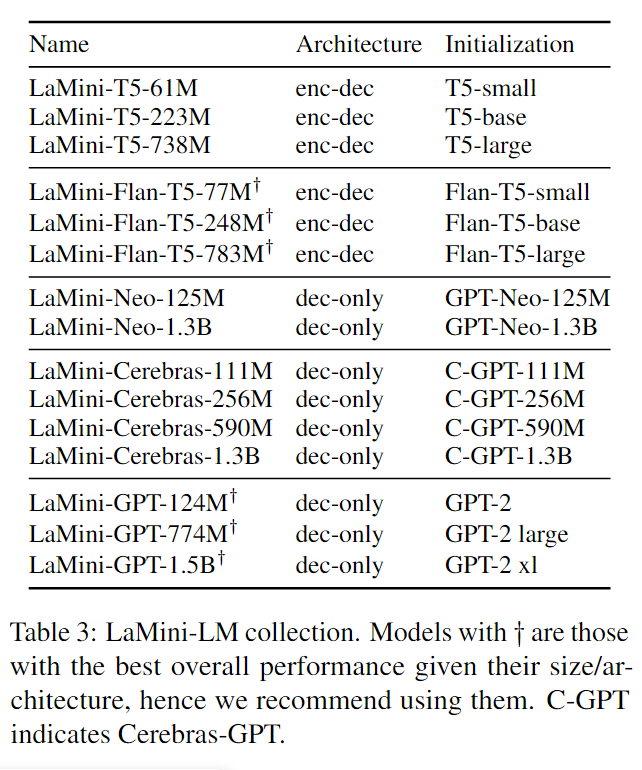 Name Architecture Initialization
LaMini-T5-61M enc-dec T5-small
LaMini-T5-223M enc-dec T5-base
LaMini-T5-738M enc-dec T5-large
LaMini-Flan-T5-77M† enc-dec Flan-T5-small
LaMini-Flan-T5-248M† enc-dec Flan-T5-base
LaMini-Flan-T5-783M† enc-dec Flan-T5-large
LaMini-Neo-125M dec-only GPT-Neo-125M
LaMini-Neo-1.3B dec-only GPT-Neo-1.3B
LaMini-Cerebras-111M dec-only C-GPT-111M
LaMini-Cerebras-256M dec-only C-GPT-256M
LaMini-Cerebras-590M dec-only C-GPT-590M
LaMini-Cerebras-1.3B dec-only C-GPT-1.3B
LaMini-GPT-124M† dec-only GPT-2
LaMini-GPT-774M† dec-only GPT-2 large
LaMini-GPT-1.5B† dec-only GPT-2 xl
Table 3: LaMini-LM collection. Models with † are those
with the best overall performance given their size/ar-
chitecture, hence we recommend using them. C-GPT
indicates Cerebras-GPT.